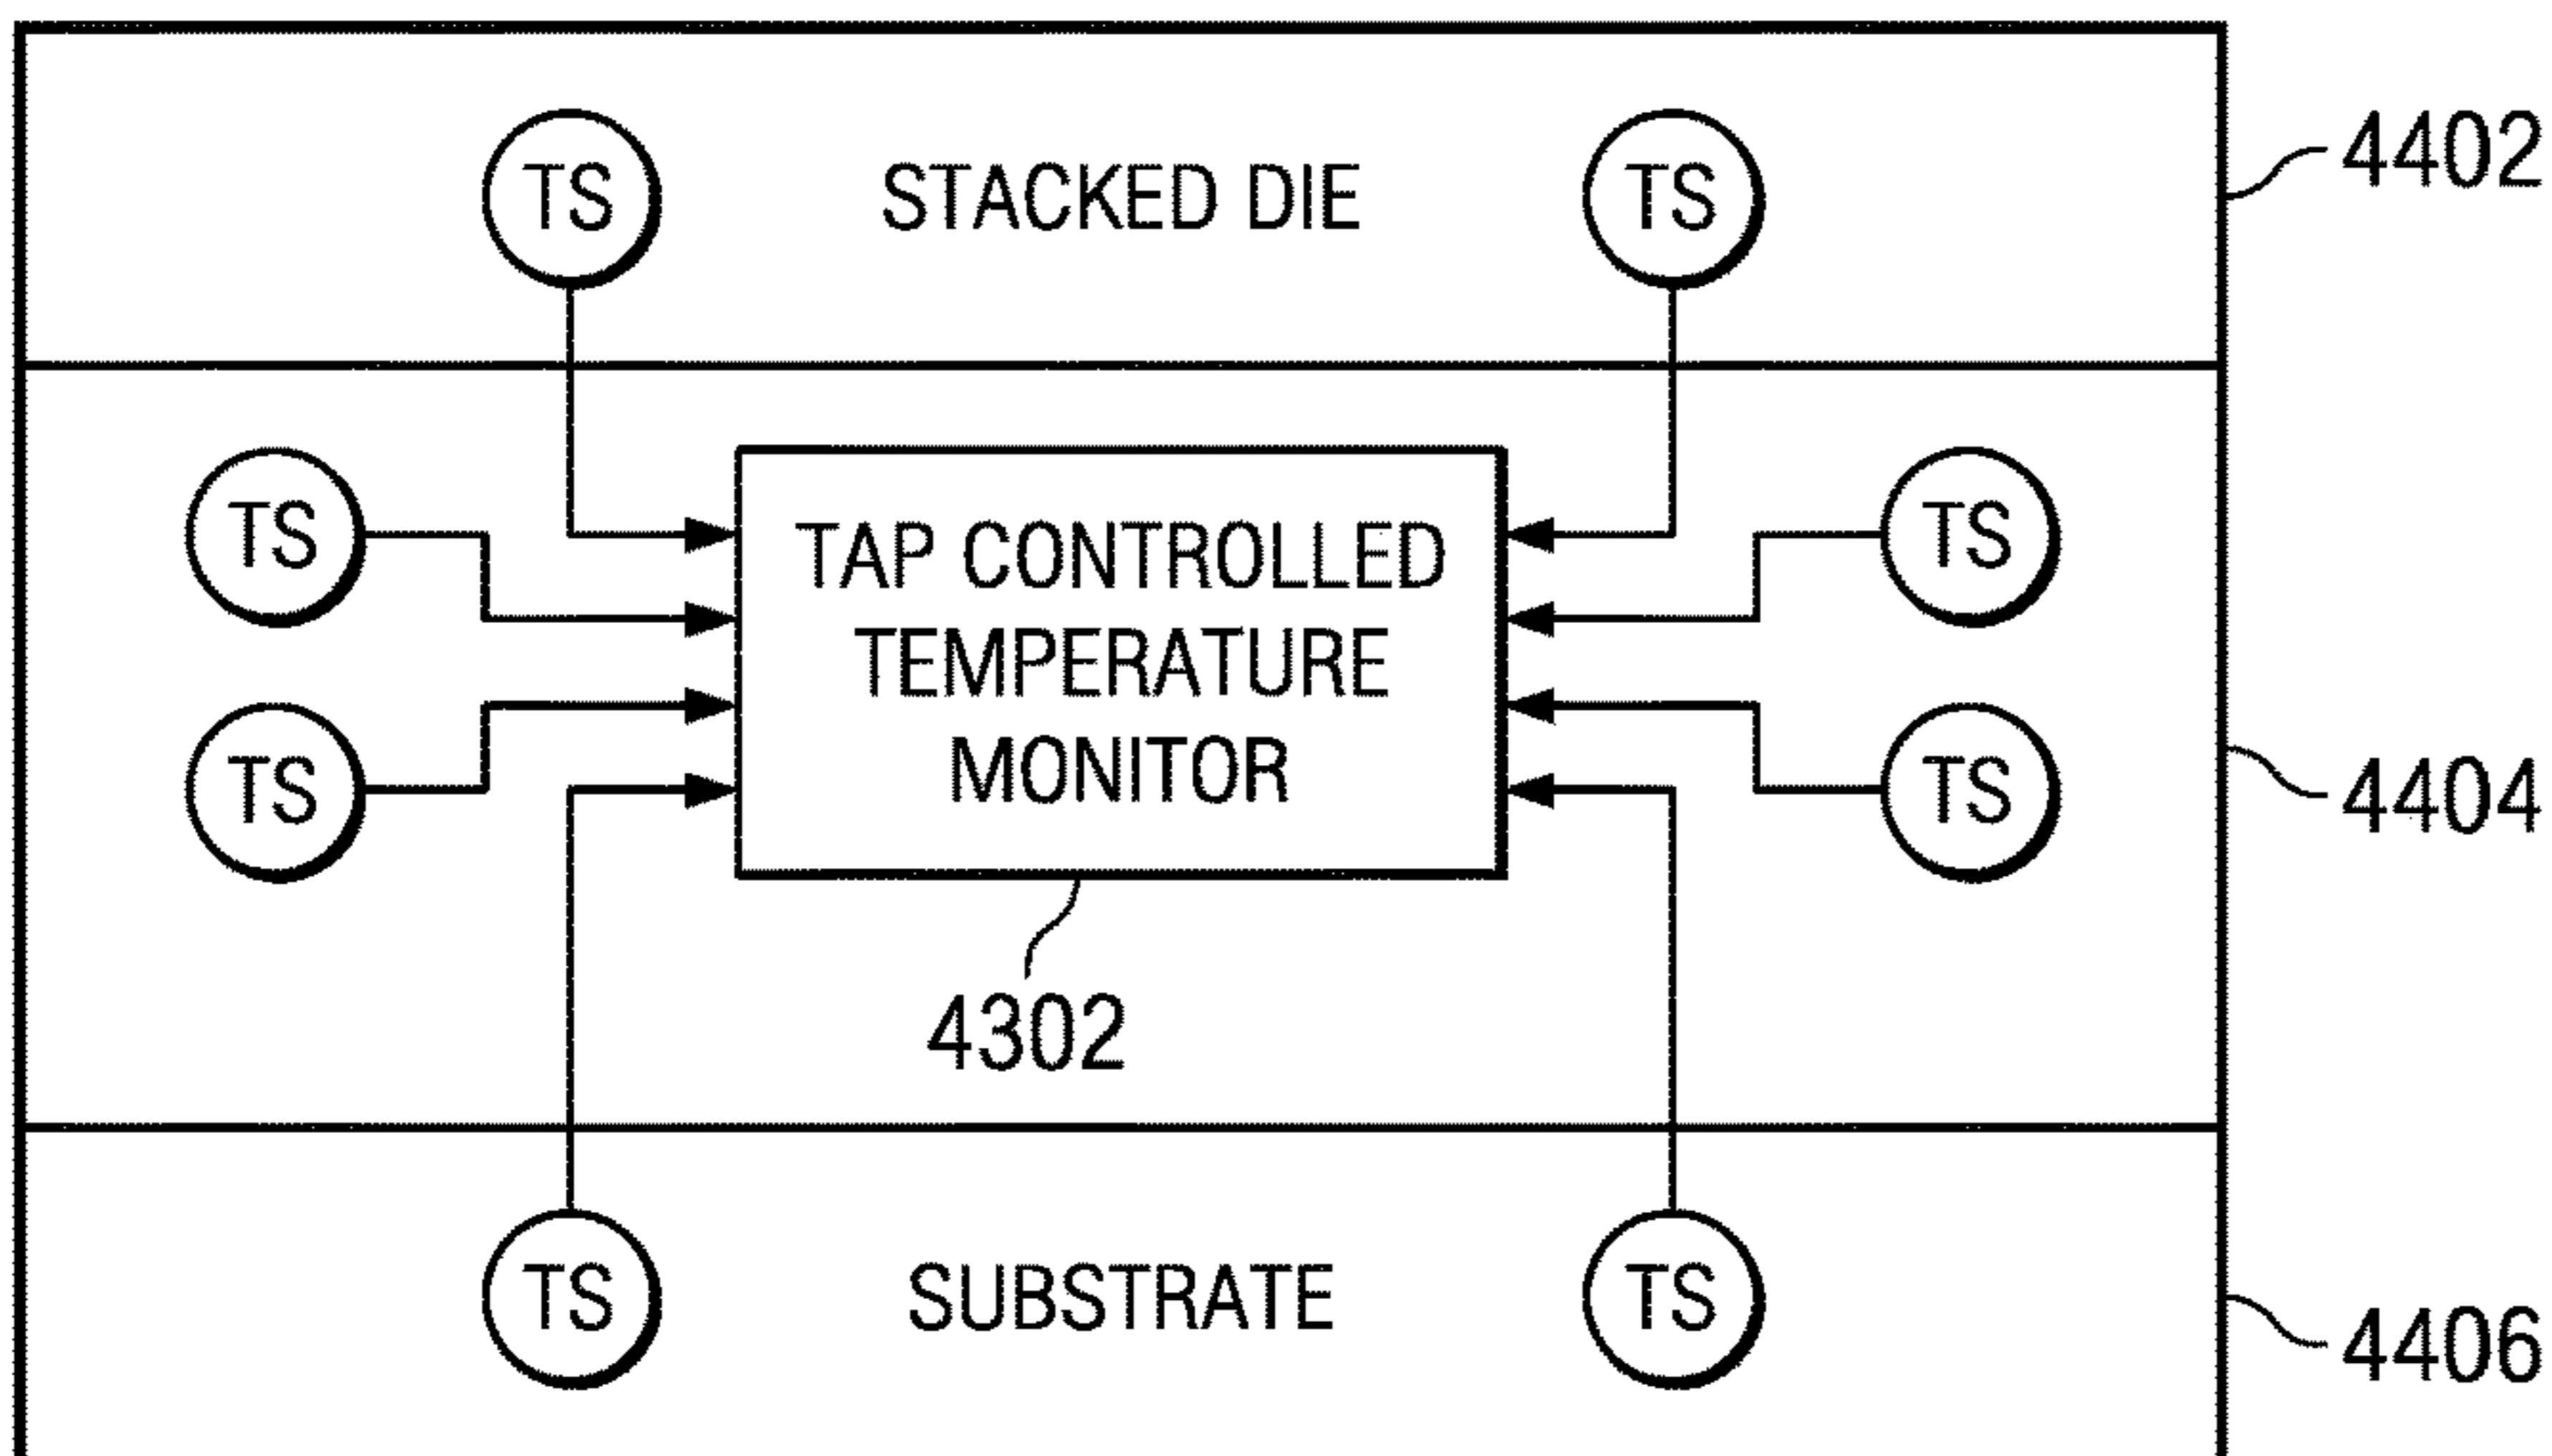 TS STACKED DIE TS
4402
TS TAP CONTROLLED TS
TEMPERATURE
TS MONITOR TS
4404
4302
TS SUBSTRATE TS
4406